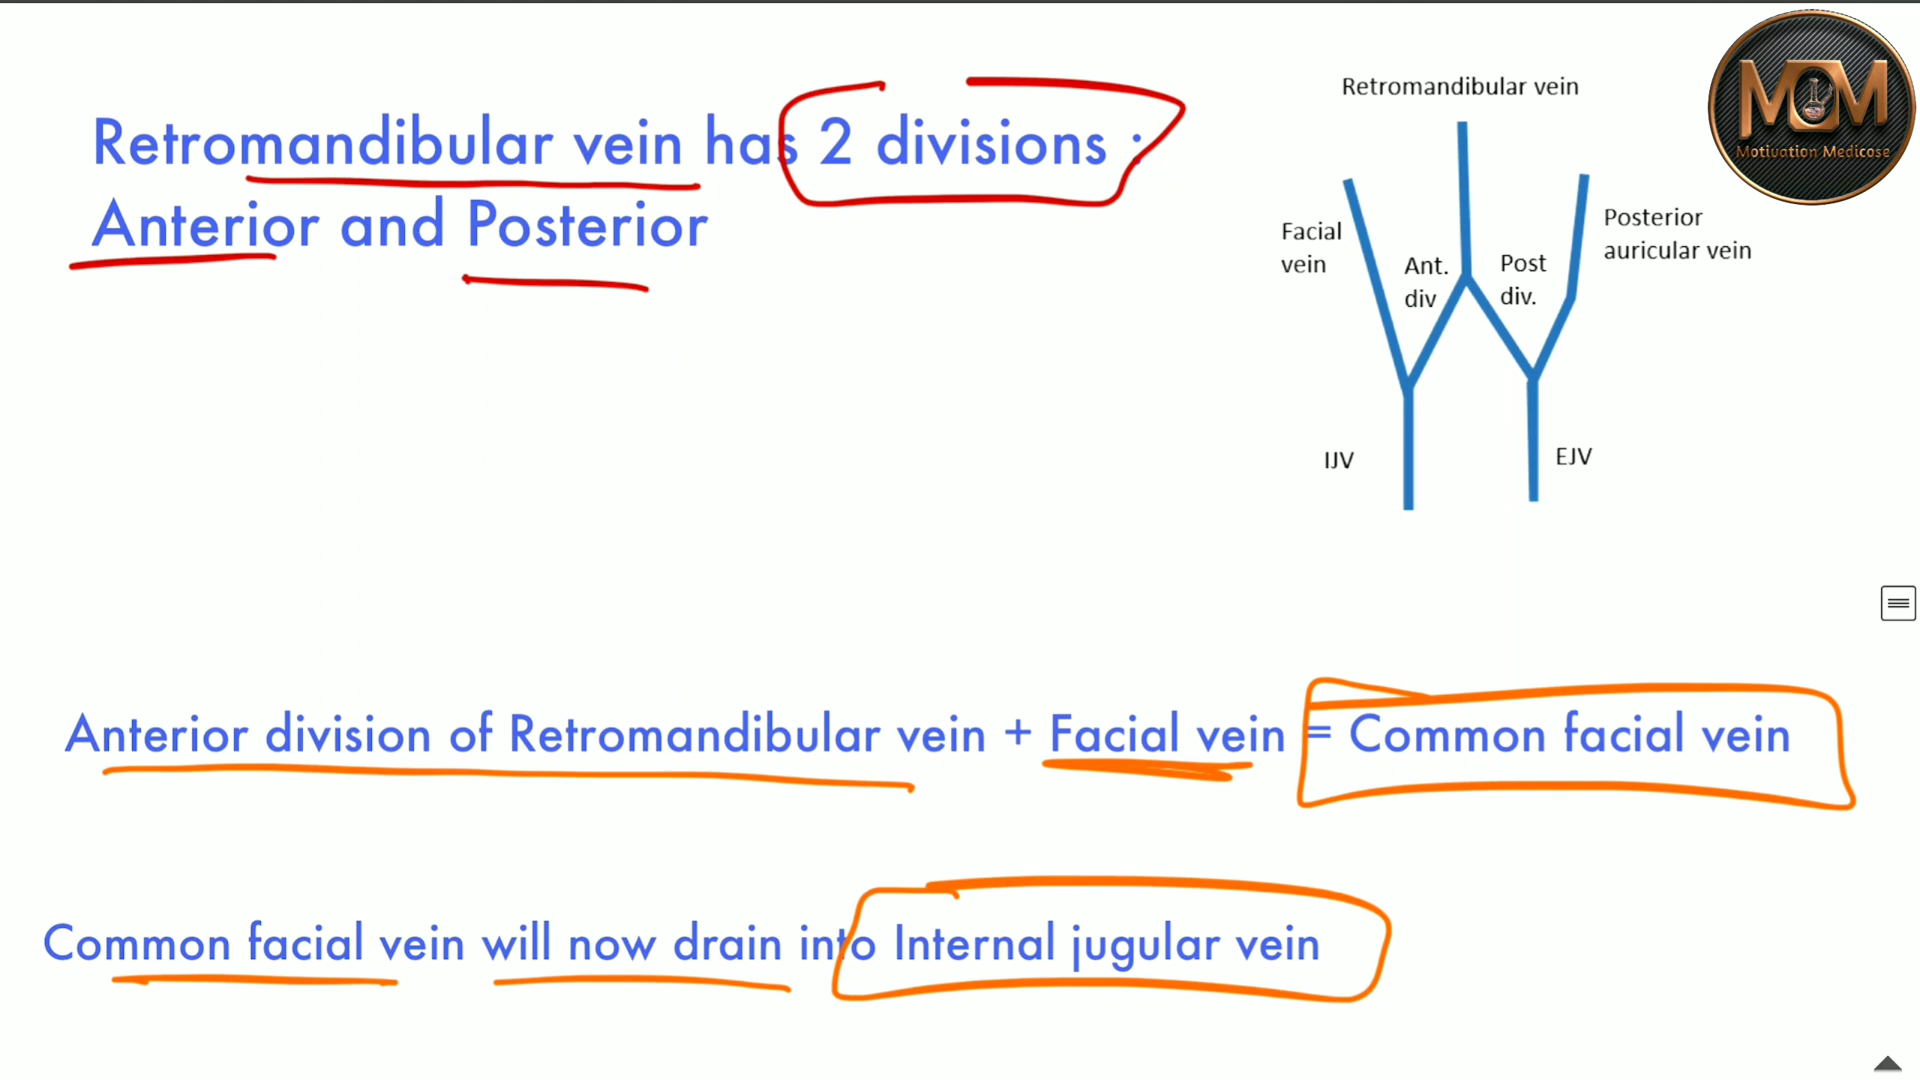 Retromandibular vein has 2 divisions :
Anterior and Posterior
Retromandibular vein
MOM
Motivation Medicose
Facial
vein
Ant.
div
Post
div.
Posterior
auricular vein
IJV
EJV
Anterior division of Retromandibular vein + Facial vein = Common facial vein
Common facial vein will now drain into Internal jugular vein